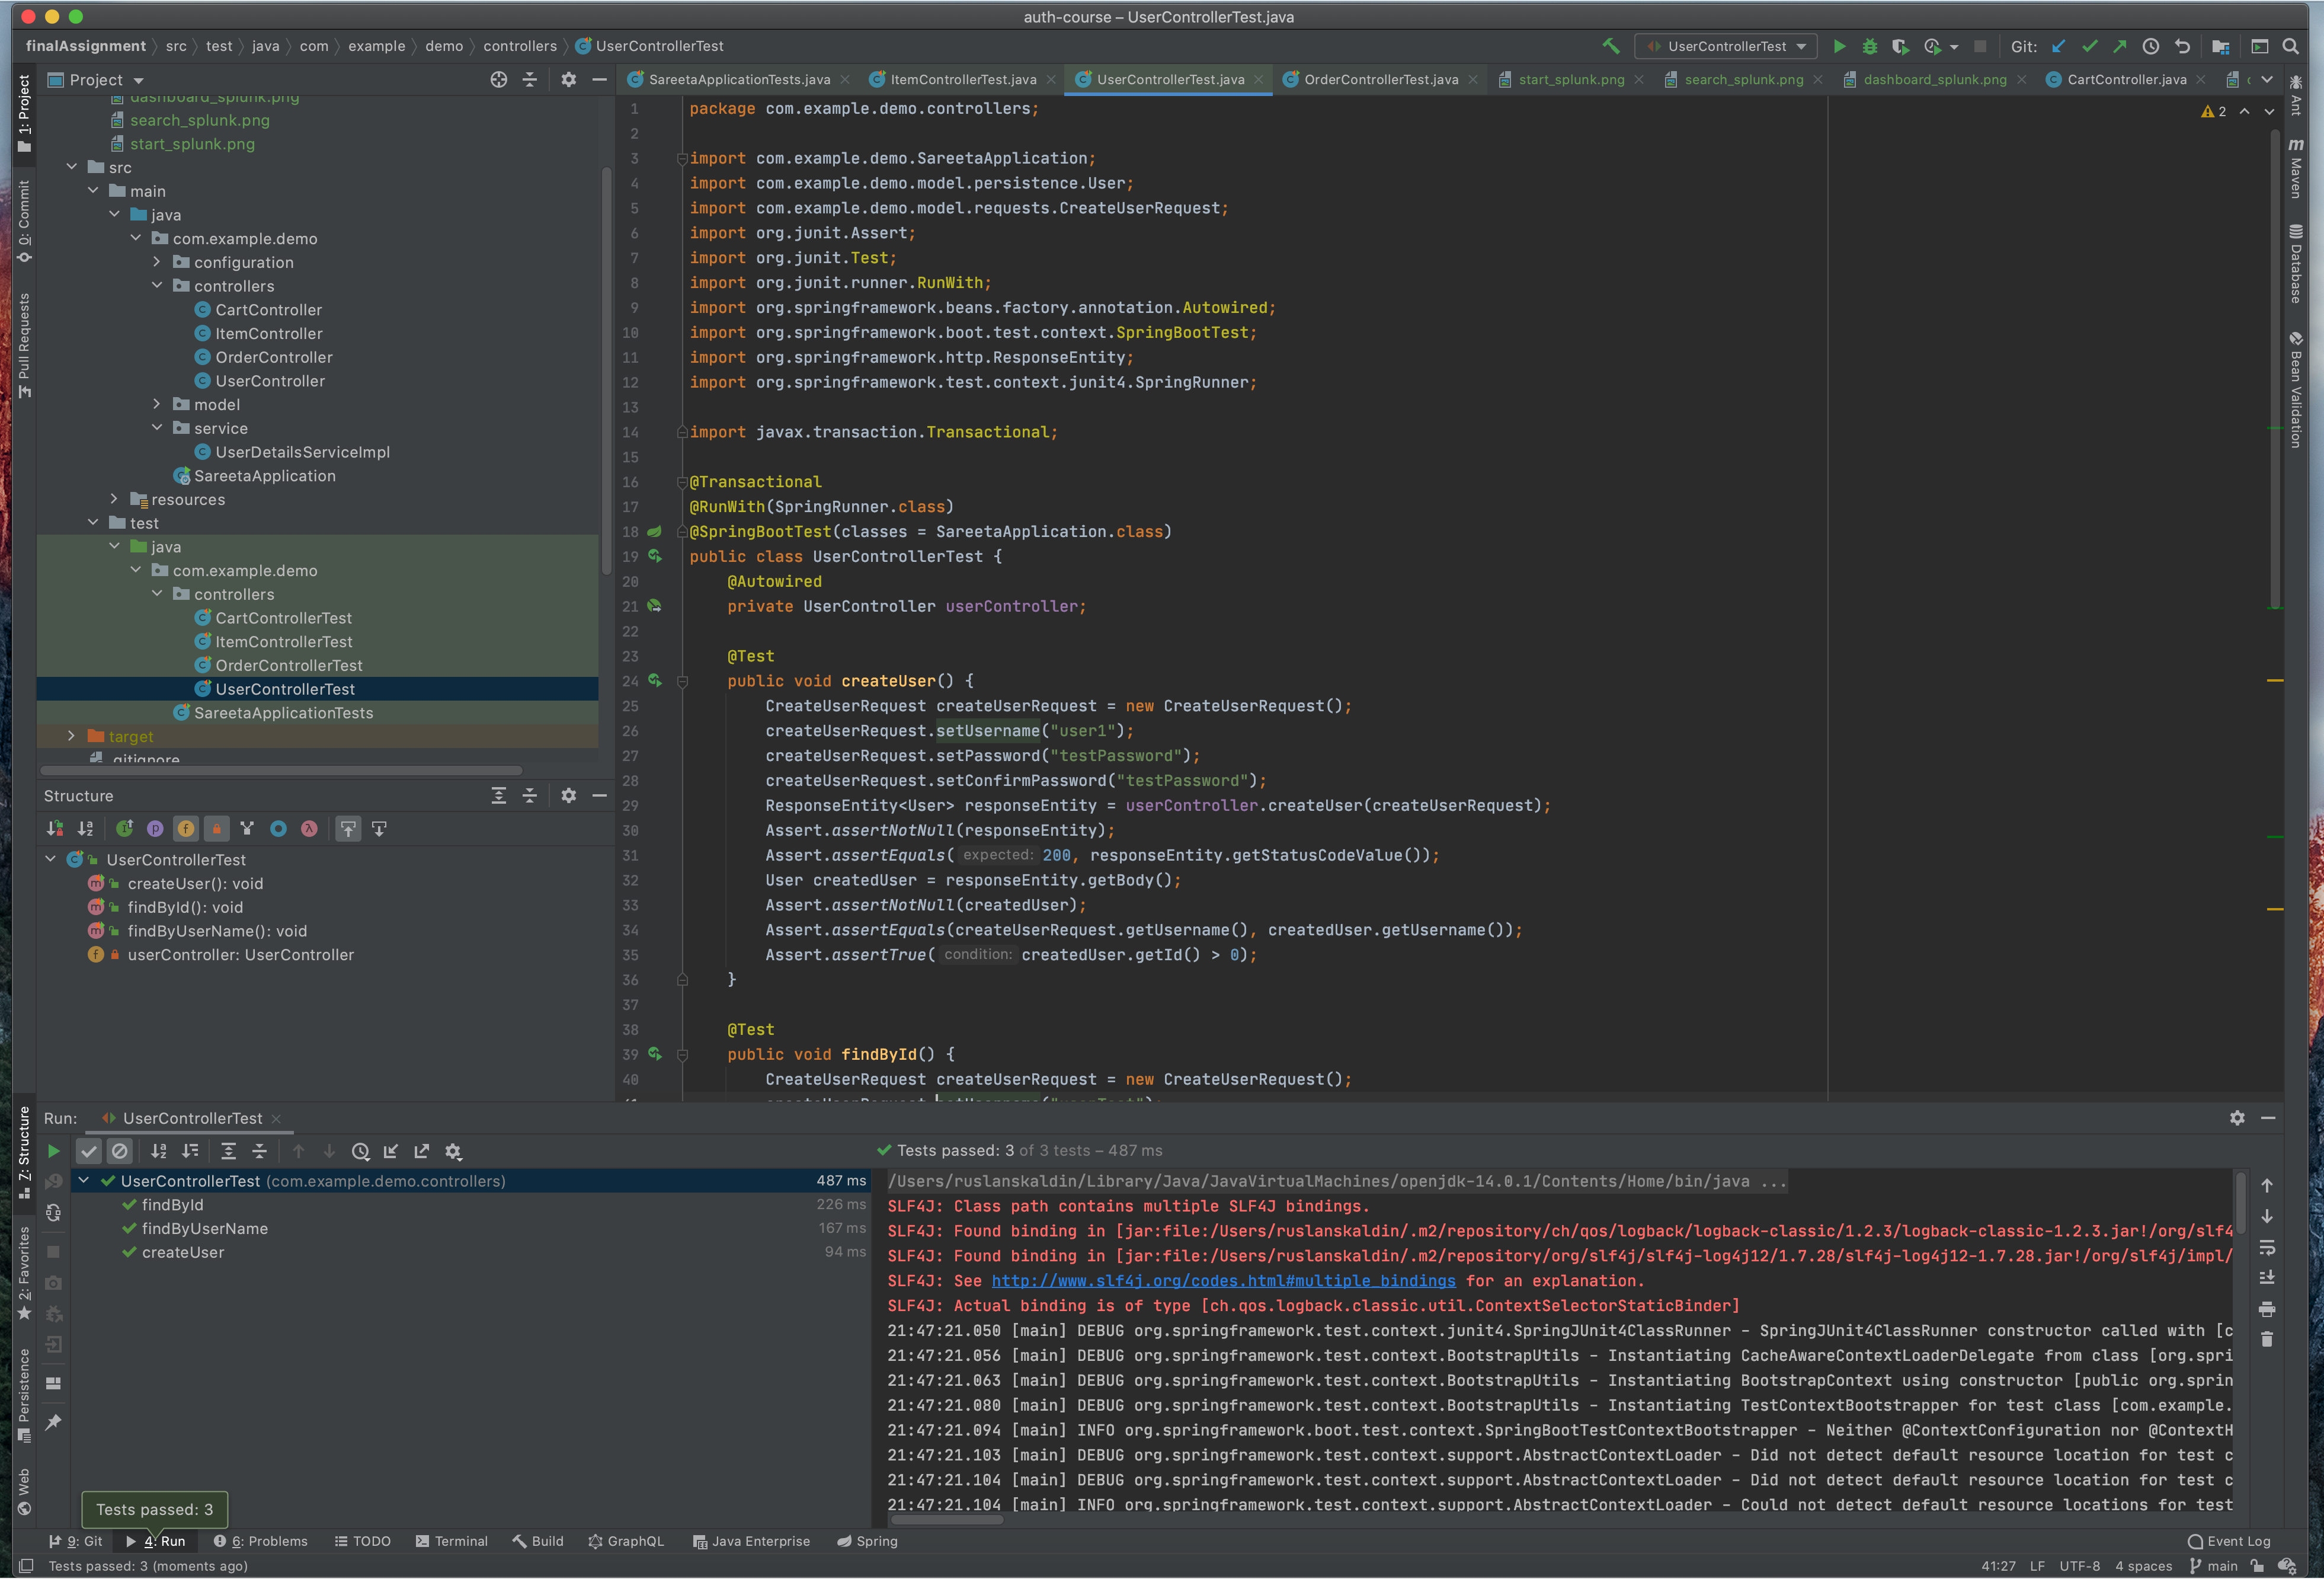 auth-course – UserControllerTest.java
finalAssignment 〉 src 〉 test 〉 java 〉 com 〉 example 〉 demo 〉 controllers 〉 UserControllerTest
UserControllerTest
Git:
Project
SareetaApplicationTests.java
ItemControllerTest.java
UserControllerTest.java
OrderControllerTest.java
start_splunk.png
search_splunk.png
dashboard_splunk.png
CartController.java
1: Project
0: Commit
Pull Requests
Z: Structure
2: Favorites
Persistence
Web
Ant
Maven
Database
Bean Validation
dashboard_splunk.png
search_splunk.png
start_splunk.png
src
main
java
com.example.demo
configuration
controllers
CartController
ItemController
OrderController
UserController
model
service
UserDetailsServiceImpl
SareetaApplication
resources
test
java
com.example.demo
controllers
CartControllerTest
ItemControllerTest
OrderControllerTest
UserControllerTest
SareetaApplicationTests
target
.gitignore
Structure
UserControllerTest
createUser(): void
findById(): void
findByUserName(): void
userController: UserController
2
1 package com.example.demo.controllers;
2
3 import com.example.demo.SareetaApplication;
4 import com.example.demo.model.persistence.User;
5 import com.example.demo.model.requests.CreateUserRequest;
6 import org.junit.Assert;
7 import org.junit.Test;
8 import org.junit.runner.RunWith;
9 import org.springframework.beans.factory.annotation.Autowired;
10 import org.springframework.boot.test.context.SpringBootTest;
11 import org.springframework.http.ResponseEntity;
12 import org.springframework.test.context.junit4.SpringRunner;
13
14 import javax.transaction.Transactional;
15
16 @Transactional
17 @RunWith(SpringRunner.class)
18 @SpringBootTest(classes = SareetaApplication.class)
19 public class UserControllerTest {
20 @Autowired
21 private UserController userController;
22
23 @Test
24 public void createUser() {
25 CreateUserRequest createUserRequest = new CreateUserRequest();
26 createUserRequest.setUsername("user1");
27 createUserRequest.setPassword("testPassword");
28 createUserRequest.setConfirmPassword("testPassword");
29 ResponseEntity<User> responseEntity = userController.createUser(createUserRequest);
30 Assert.assertNotNull(responseEntity);
31 Assert.assertEquals( expected: 200, responseEntity.getStatusCodeValue());
32 User createdUser = responseEntity.getBody();
33 Assert.assertNotNull(createdUser);
34 Assert.assertEquals(createUserRequest.getUsername(), createdUser.getUsername());
35 Assert.assertTrue( condition: createdUser.getId() > 0);
36 }
37
38 @Test
39 public void findById() {
40 CreateUserRequest createUserRequest = new CreateUserRequest();
Run: UserControllerTest
Tests passed: 3 of 3 tests – 487 ms
UserControllerTest (com.example.demo.controllers) 487 ms
findById 226 ms
findByUserName 167 ms
createUser 94 ms
/Users/ruslanskaldin/Library/Java/JavaVirtualMachines/openjdk-14.0.1/Contents/Home/bin/java ...
SLF4J: Class path contains multiple SLF4J bindings.
SLF4J: Found binding in [jar:file:/Users/ruslanskaldin/.m2/repository/ch/qos/logback/logback-classic/1.2.3/logback-classic-1.2.3.jar!/org/slf4
SLF4J: Found binding in [jar:file:/Users/ruslanskaldin/.m2/repository/org/slf4j/slf4j-log4j12/1.7.28/slf4j-log4j12-1.7.28.jar!/org/slf4j/impl/
SLF4J: See http://www.slf4j.org/codes.html#multiple_bindings for an explanation.
SLF4J: Actual binding is of type [ch.qos.logback.classic.util.ContextSelectorStaticBinder]
21:47:21.050 [main] DEBUG org.springframework.test.context.junit4.SpringJUnit4ClassRunner - SpringJUnit4ClassRunner constructor called with [c
21:47:21.056 [main] DEBUG org.springframework.test.context.BootstrapUtils - Instantiating CacheAwareContextLoaderDelegate from class [org.spri
21:47:21.063 [main] DEBUG org.springframework.test.context.BootstrapUtils - Instantiating BootstrapContext using constructor [public org.sprin
21:47:21.080 [main] DEBUG org.springframework.test.context.BootstrapUtils - Instantiating TestContextBootstrapper for test class [com.example.
21:47:21.094 [main] INFO org.springframework.boot.test.context.SpringBootTestContextBootstrapper - Neither @ContextConfiguration nor @ContextH
21:47:21.103 [main] DEBUG org.springframework.test.context.support.AbstractContextLoader - Did not detect default resource location for test c
21:47:21.104 [main] DEBUG org.springframework.test.context.support.AbstractContextLoader - Did not detect default resource location for test c
21:47:21.104 [main] INFO org.springframework.test.context.support.AbstractContextLoader - Could not detect default resource locations for test
Tests passed: 3
9: Git
4: Run
6: Problems
TODO
Terminal
Build
GraphQL
Java Enterprise
Spring
Event Log
Tests passed: 3 (moments ago)
41:27 LF UTF-8 4 spaces main